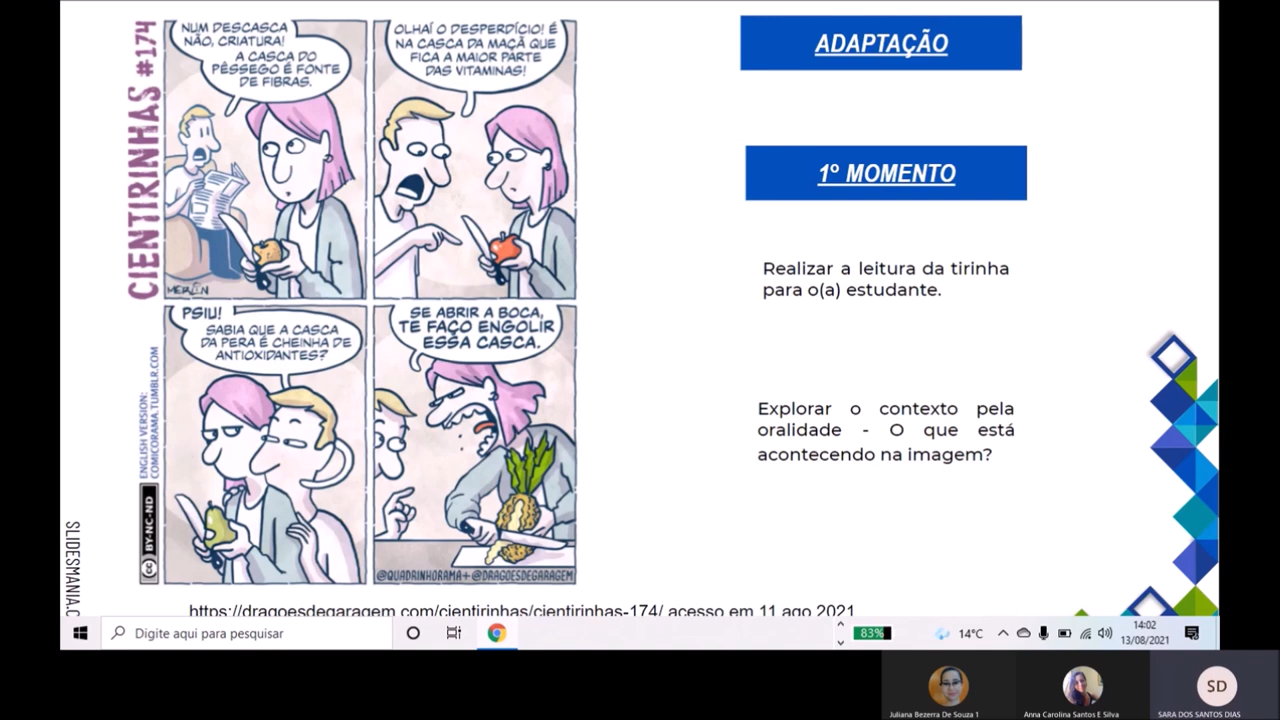 CIENTIRINHAS #174
NUM DESCASCA
NÃO, CRIATURA!
A CASCA DO
PÊSSEGO É FONTE
DE FIBRAS.
OLHAÍ O DESPERDÍCIO! É
NA CASCA DA MAÇÃ QUE
FICA A MAIOR PARTE
DAS VITAMINAS!
MERLIN
PSIU!
SABIA QUE A CASCA
DA PERA É CHEINHA DE
ANTIOXIDANTES?
SE ABRIR A BOCA,
TE FAÇO ENGOLIR
ESSA CASCA.
ENGLISH VERSION:
COMICORAMA.TUMBLR.COM
cc BY-NC-ND
@QUADRINHORAMA + @DRAGOESDEGARAGEM
https://dragoesdegaragem.com/cientirinhas/cientirinhas-174/ acesso em 11 ago 2021
ADAPTAÇÃO
1º MOMENTO
Realizar a leitura da tirinha
para o(a) estudante.
Explorar o contexto pela
oralidade - O que está
acontecendo na imagem?
SLIDESMANIA.C
Digite aqui para pesquisar
83%
14°C
14:02
13/08/2021
Juliana Bezerra De Souza 1
Anna Carolina Santos E Silva
SD
SARA DOS SANTOS DIAS